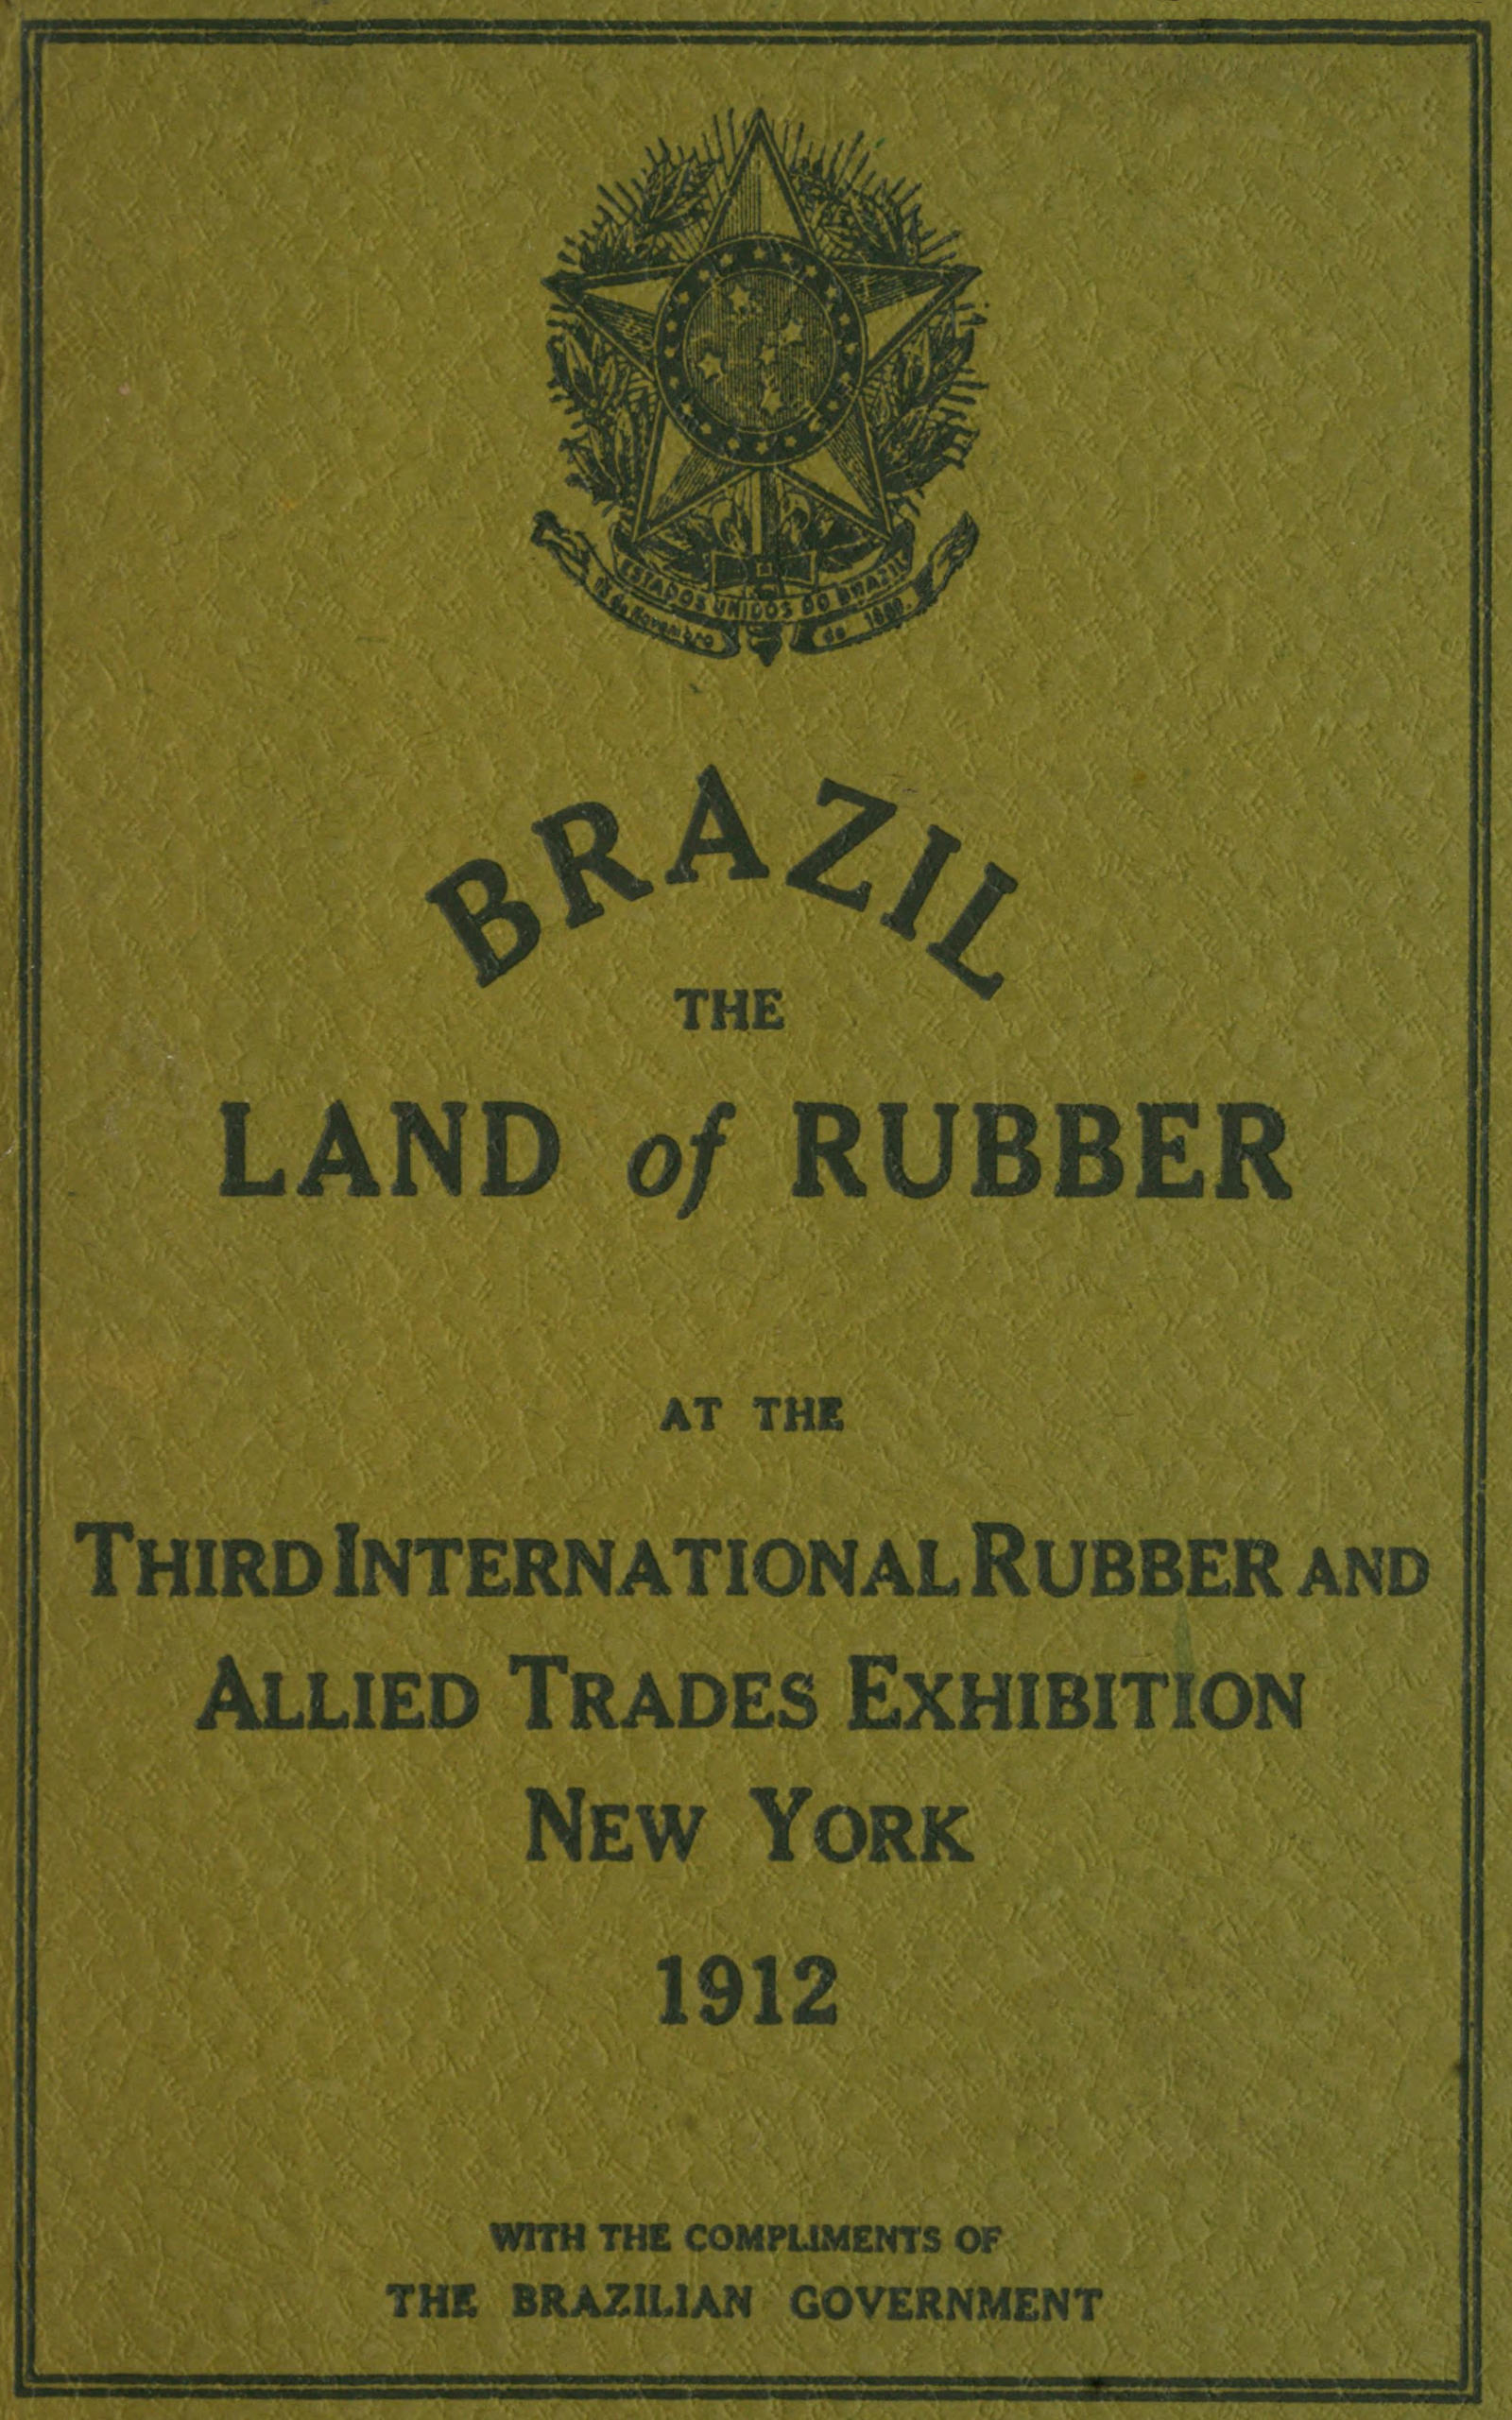 ESTADOS UNIDOS DO BRAZIL
de Novembro de 1889.
BRAZIL
THE
LAND of RUBBER
AT THE
THIRD INTERNATIONAL RUBBER AND
ALLIED TRADES EXHIBITION
NEW YORK
1912
WITH THE COMPLIMENTS OF
THE BRAZILIAN GOVERNMENT